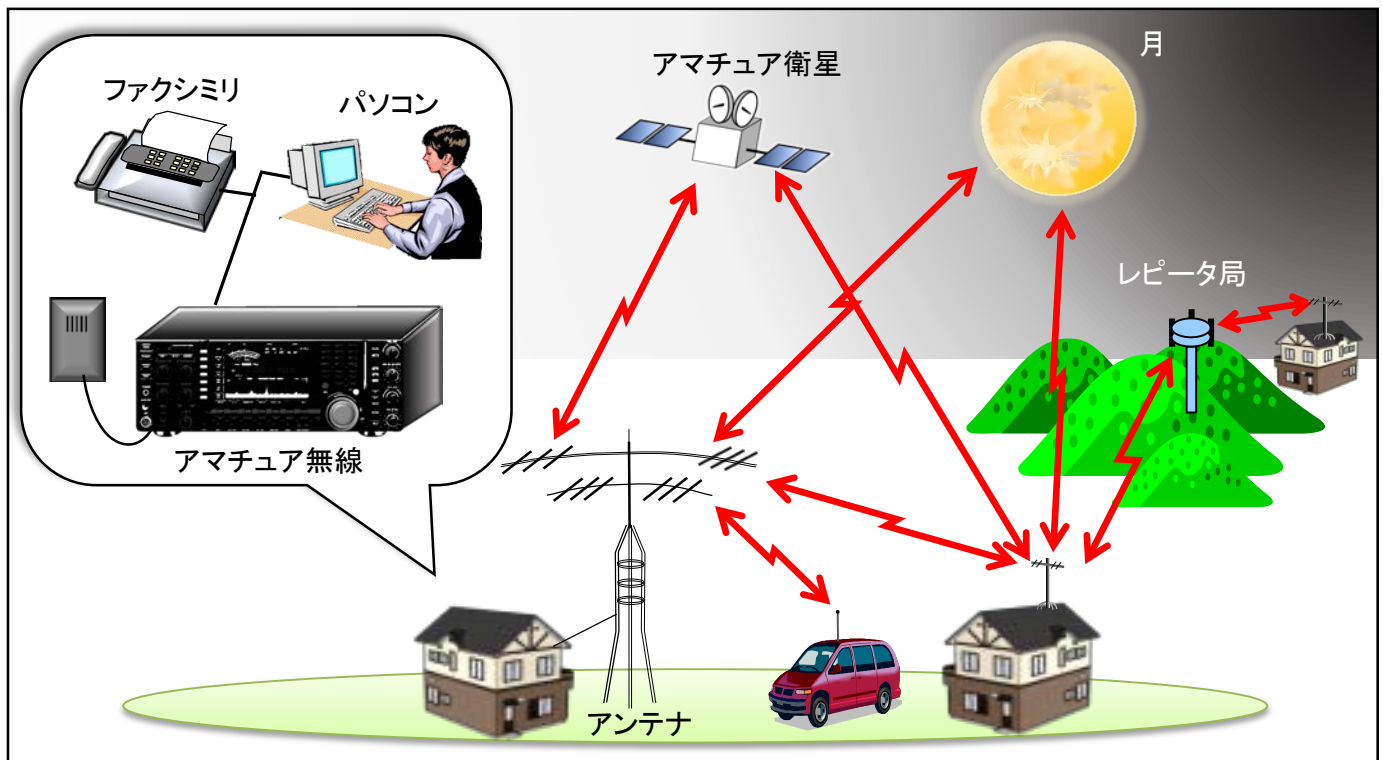 ファクシミリ
パソコン
アマチュア無線
アマチュア衛星
月
レピータ局
アンテナ